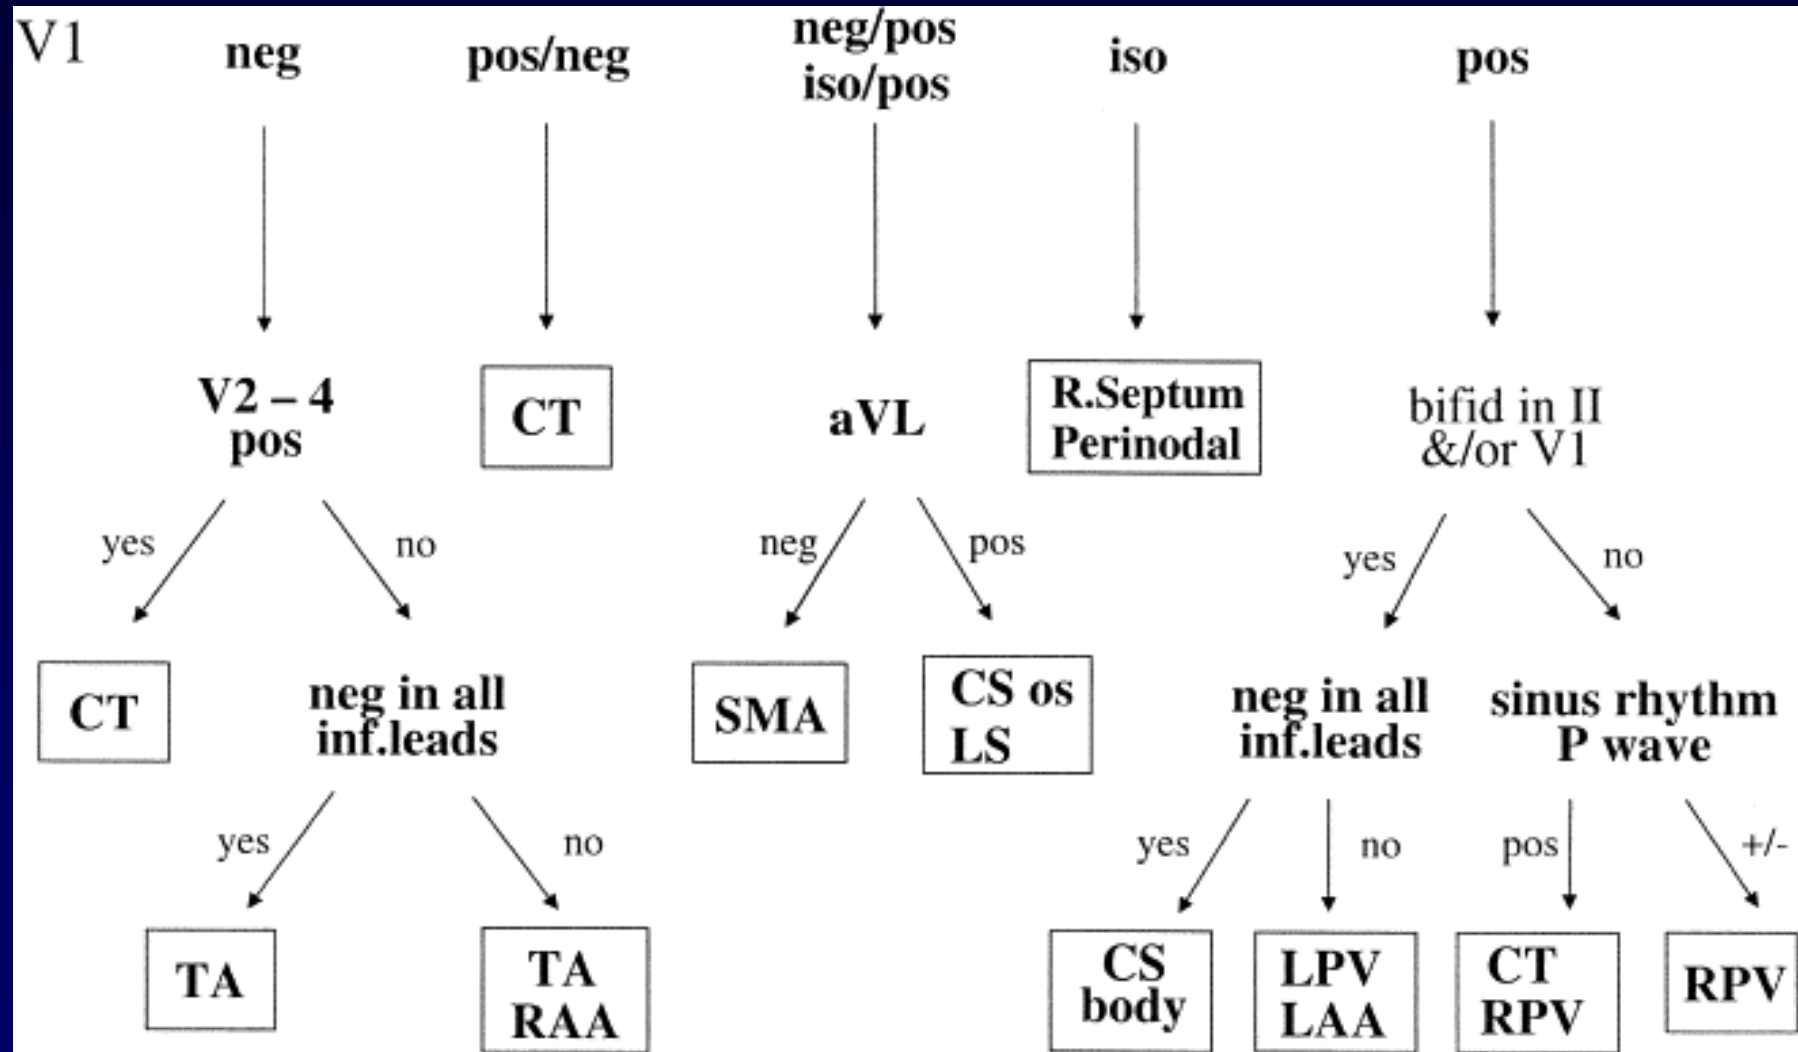 V1
neg
pos/neg
neg/pos
iso/pos
iso
pos
V2 – 4
pos
CT
aVL
R.Septum
Perinodal
bifid in II
&/or V1
yes
no
neg
pos
yes
no
CT
neg in all
inf.leads
SMA
CS os
LS
neg in all
inf.leads
sinus rhythm
P wave
yes
no
yes
no
pos
+/-
TA
TA
RAA
CS
body
LPV
LAA
CT
RPV
RPV